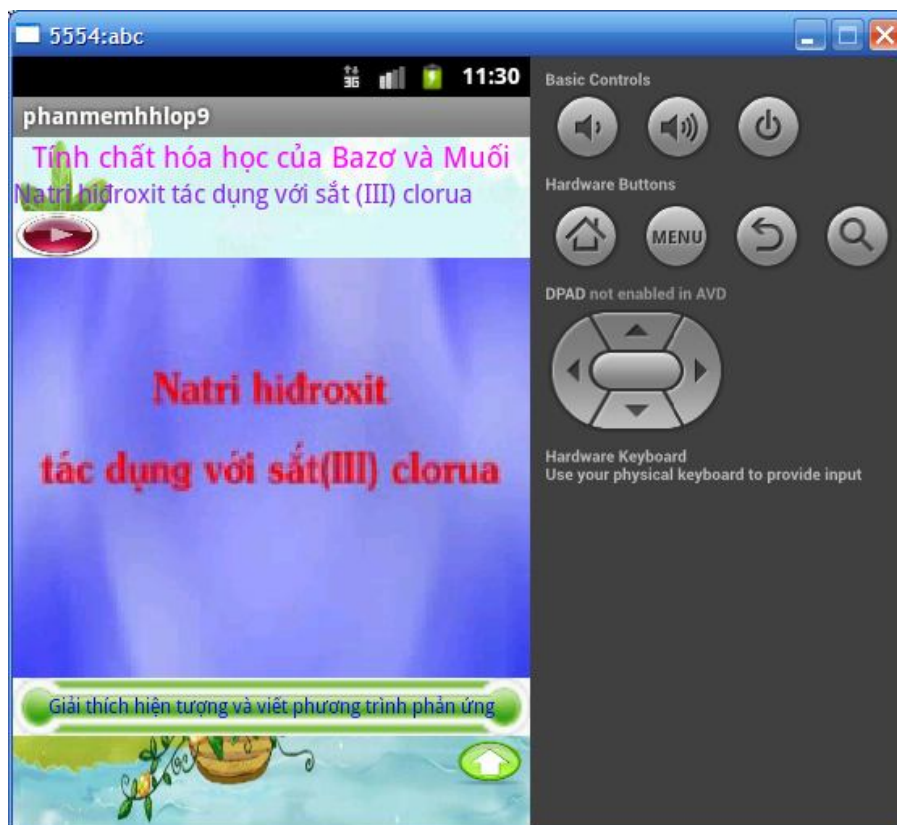 5554:abc
3G 11:30
phanmemhhlop9
Tính chất hóa học của Bazơ và Muối
Natri hiđroxit tác dụng với sắt (III) clorua
Natri hiđroxit
tác dụng với sắt(III) clorua
Giải thích hiện tượng và viết phương trình phản ứng
Basic Controls
Hardware Buttons
MENU
DPAD not enabled in AVD
Hardware Keyboard
Use your physical keyboard to provide input